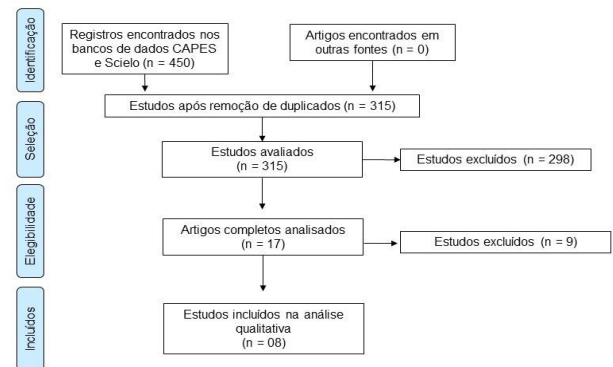 Identificação
Registros encontrados nos
bancos de dados CAPES
e Scielo (n = 450)
Artigos encontrados em
outras fontes (n = 0)
Estudos após remoção de duplicados (n = 315)
Seleção
Estudos avaliados
(n = 315)
Estudos excluídos (n = 298)
Elegibilidade
Artigos completos analisados
(n = 17)
Estudos excluídos (n = 9)
Incluídos
Estudos incluídos na análise
qualitativa
(n = 08)